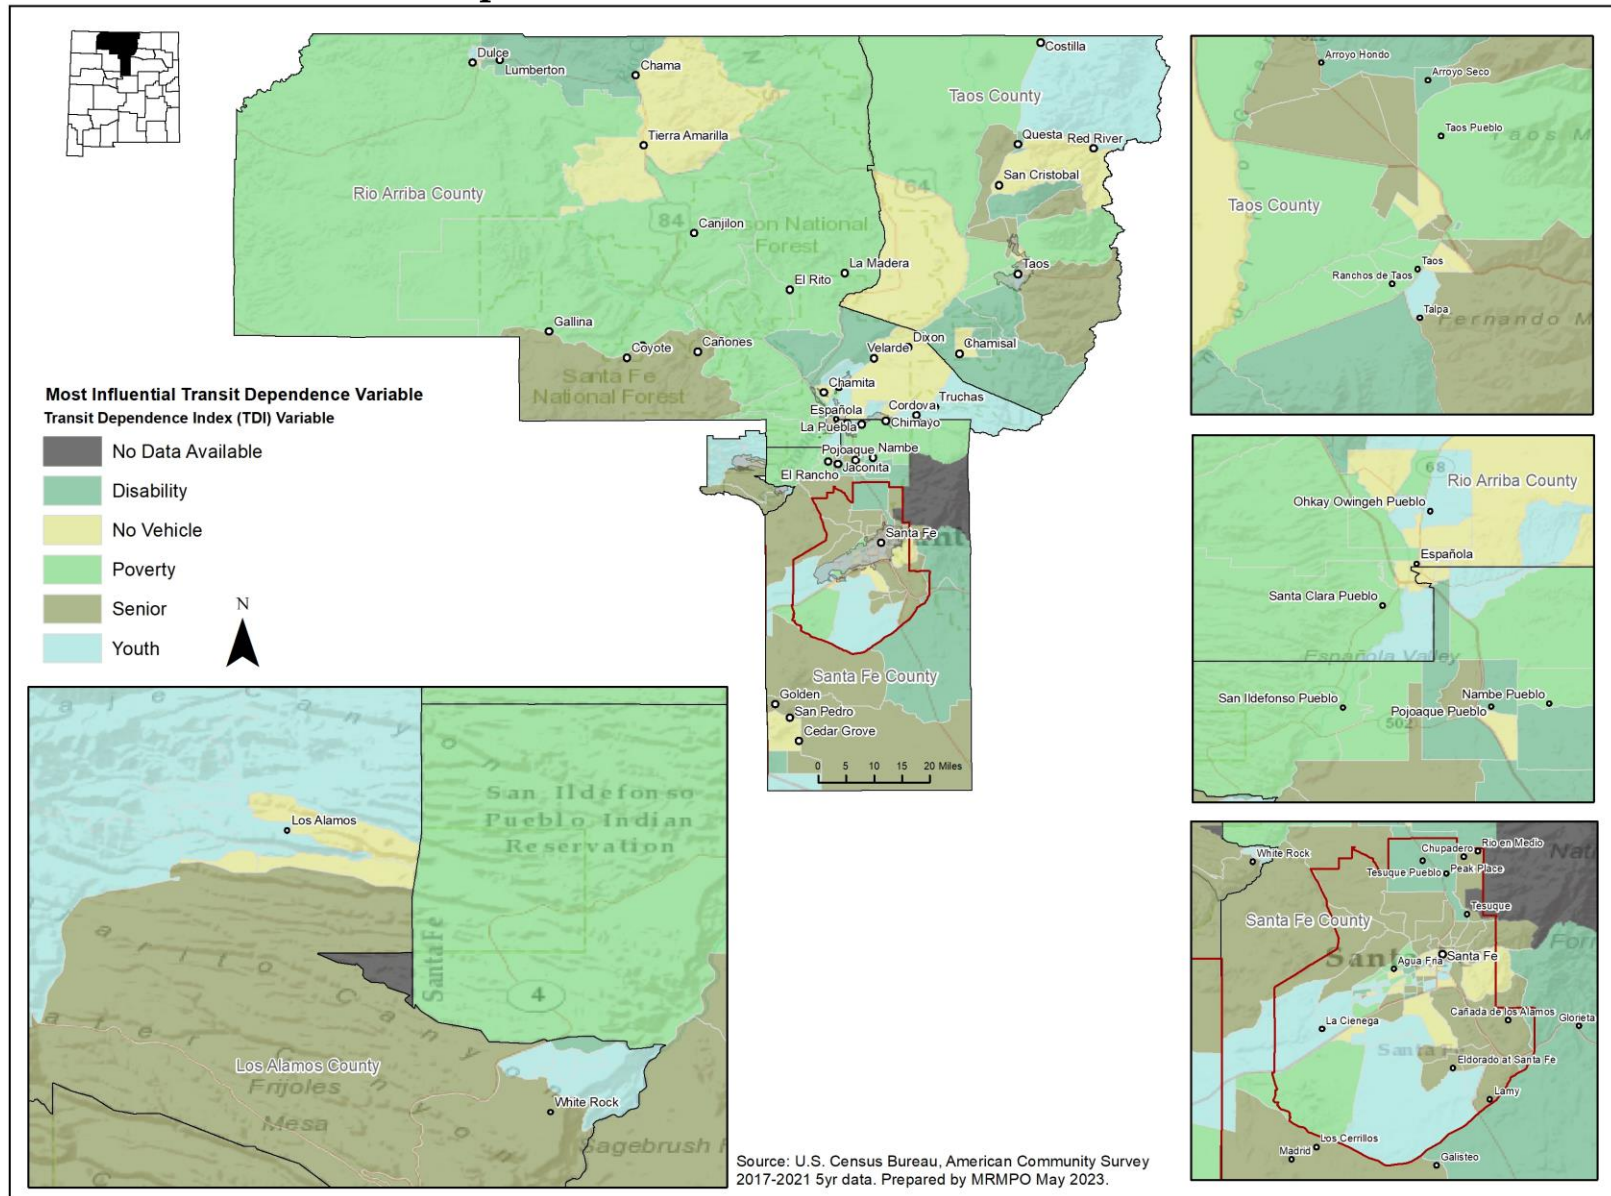 Dulce
Lumberton
Chama
Costilla
Taos County
Tierra Amarilla
Questa
Red River
San Cristobal
64
Rio Arriba County
84
Canjilon
son National
Forest
La Madera
Taos
El Rito
Gallina
Coyote
Cañones
Velarde
Dixon
Chamisal
Santa Fe
National Forest
Chamita
Truchas
Cordova
Española
La Puebla
Chimayo
Pojoaque
Nambe
El Rancho
Jaconita
Santa Fe
Santa Fe County
Golden
San Pedro
Cedar Grove
0 5 10 15 20 Miles
Most Influential Transit Dependence Variable
Transit Dependence Index (TDI) Variable
No Data Available
Disability
No Vehicle
Poverty
Senior
Youth
N
Arroyo Hondo
Arroyo Seco
Taos Pueblo
Taos M
Taos County
Taos
Ranchos de Taos
Talpa
Fernando M
68
Rio Arriba County
Ohkay Owingeh Pueblo
Española
Santa Clara Pueblo
Española Valley
San Ildefonso Pueblo
Nambe Pueblo
Pojoaque Pueblo
502
White Rock
Chupadero
Rio en Medio
Nati
Tesuque Pueblo
Peak Place
Tesuque
Santa Fe County
Sant
Santa Fe
Agua Fria
Cañada de los Alamos
La Cienega
Glorieta
Santa Fe
Eldorado at Santa Fe
Lamy
Los Cerrillos
Madrid
Galisteo
Los Alamos
San Ildefonso
Pueblo Indian
Reservation
Santa Fe
4
Los Alamos County
Frijoles
Mesa
White Rock
Sagebrush
Source: U.S. Census Bureau, American Community Survey
2017-2021 5yr data. Prepared by MRMPO May 2023.